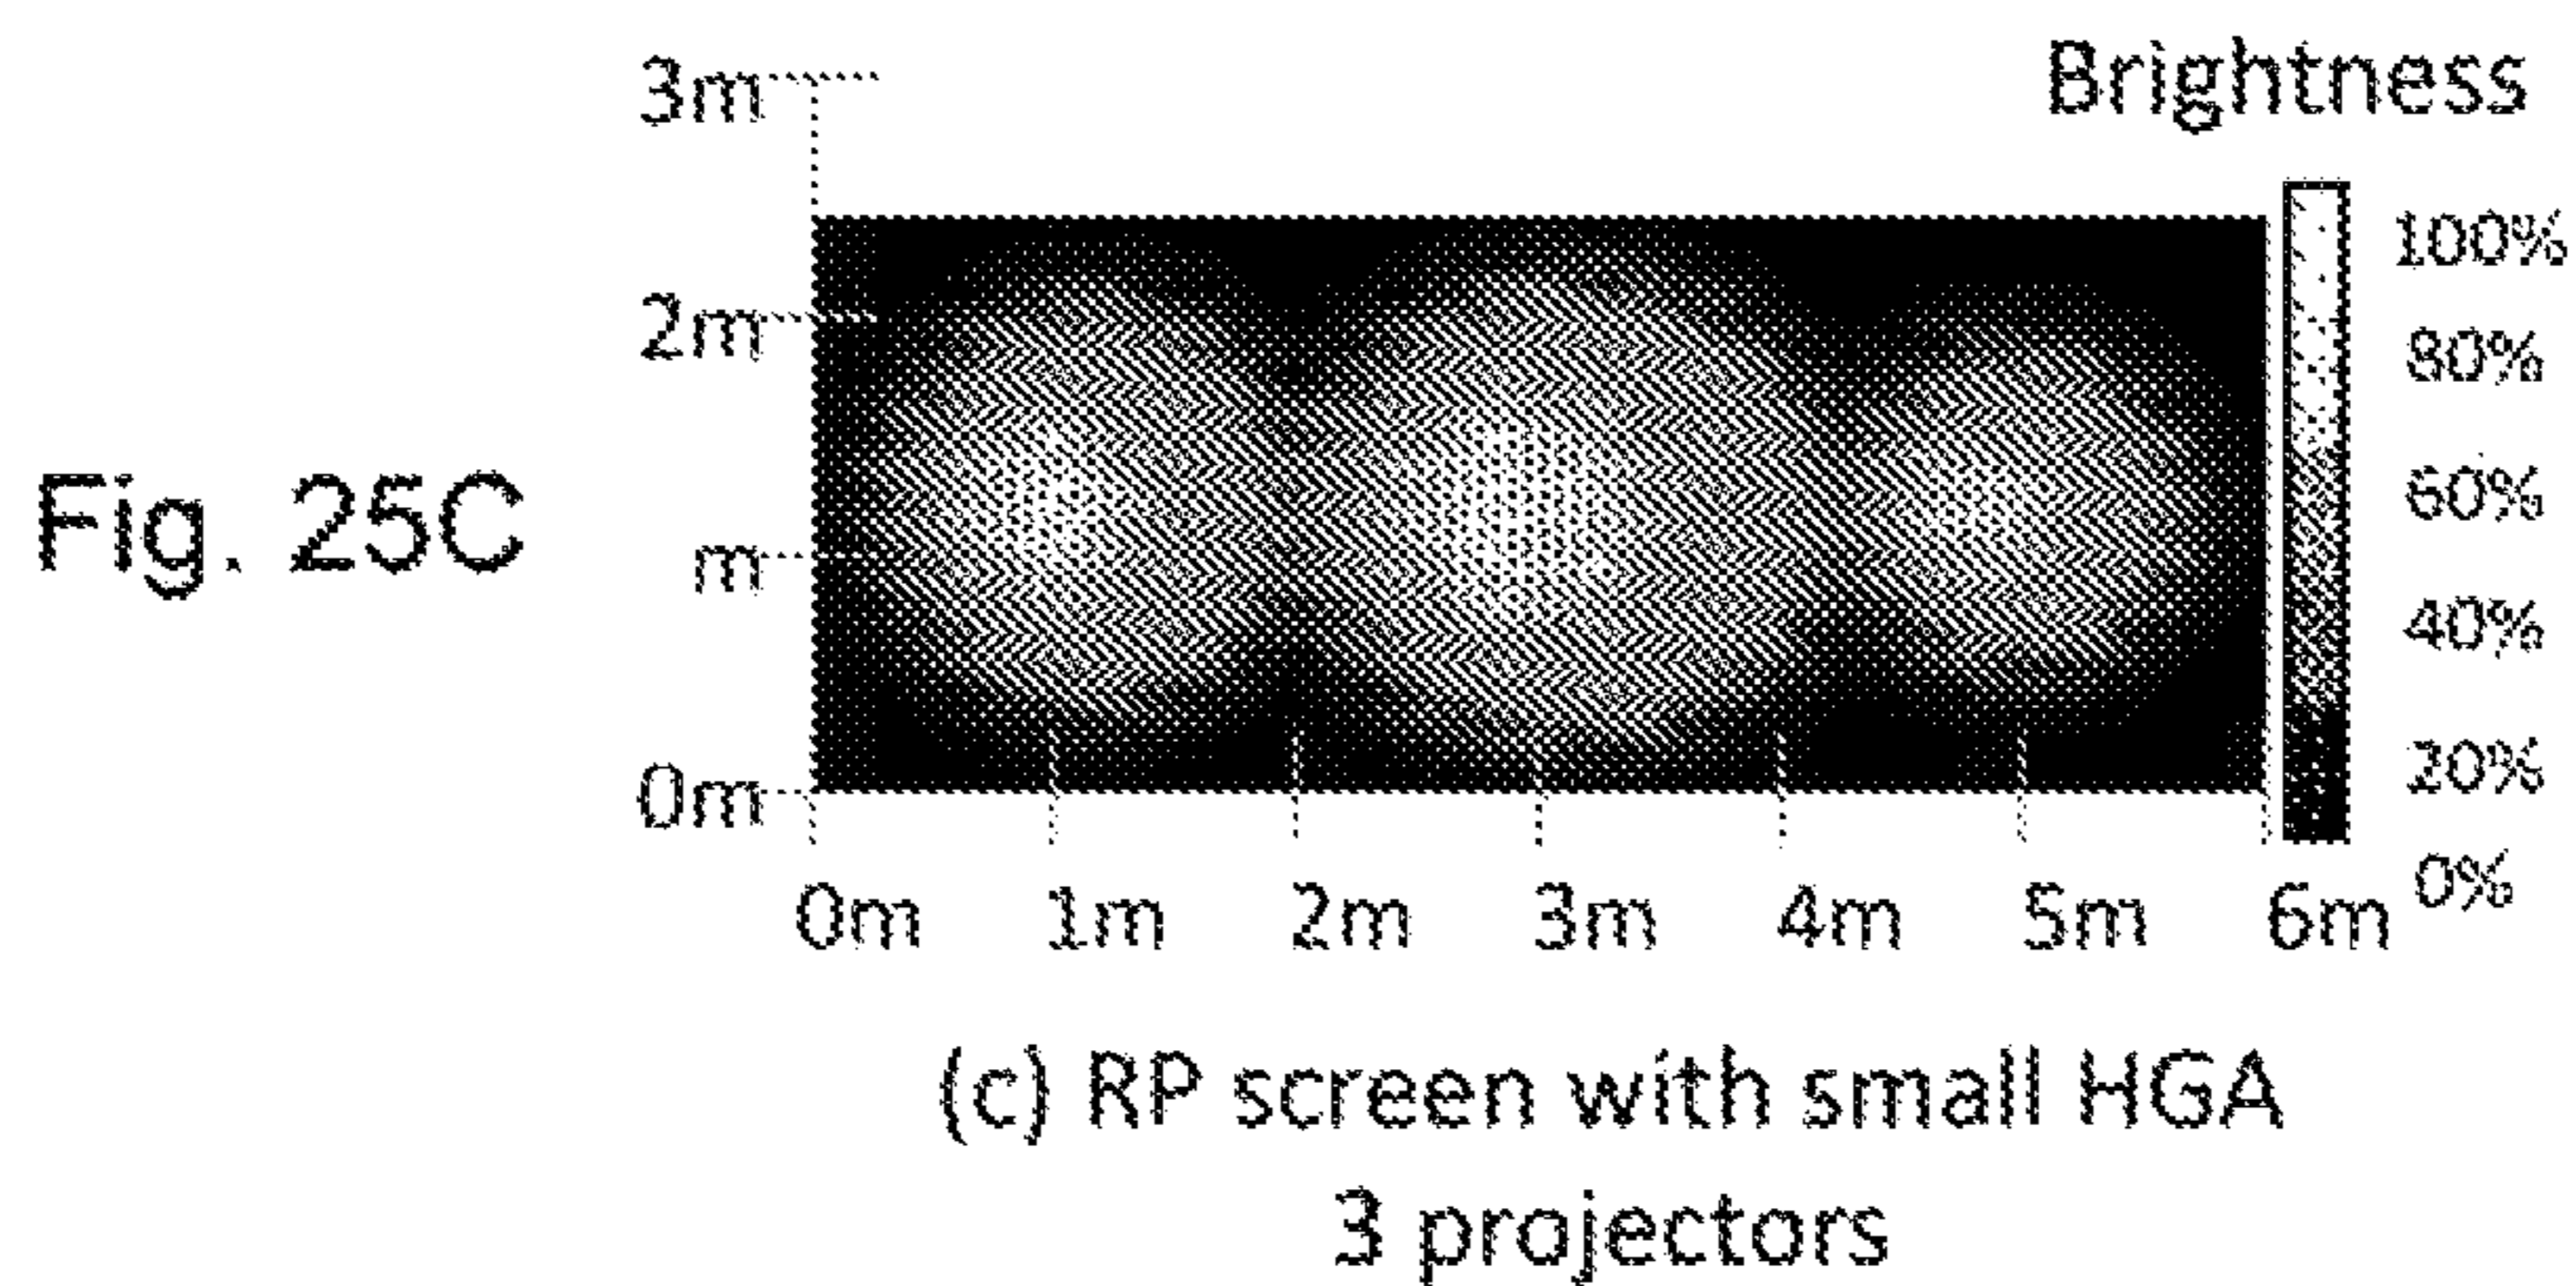 Fig. 25C
3m
2m
m
0m
0m 1m 2m 3m 4m 5m 6m
Brightness
100%
80%
60%
40%
20%
0%
(c) RP screen with small HGA
3 projectors